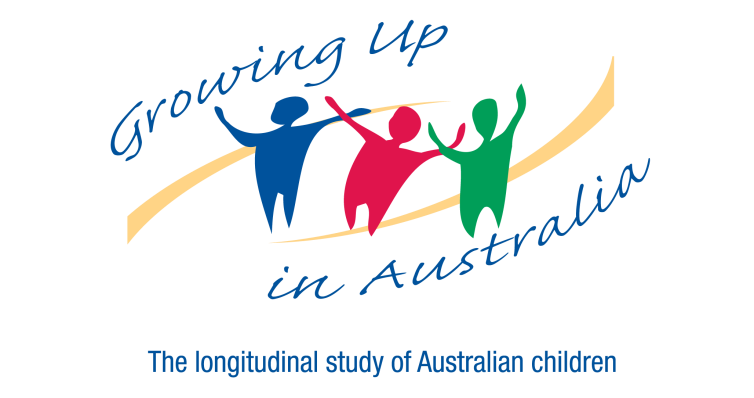 Growing Up
in Australia
The longitudinal study of Australian children